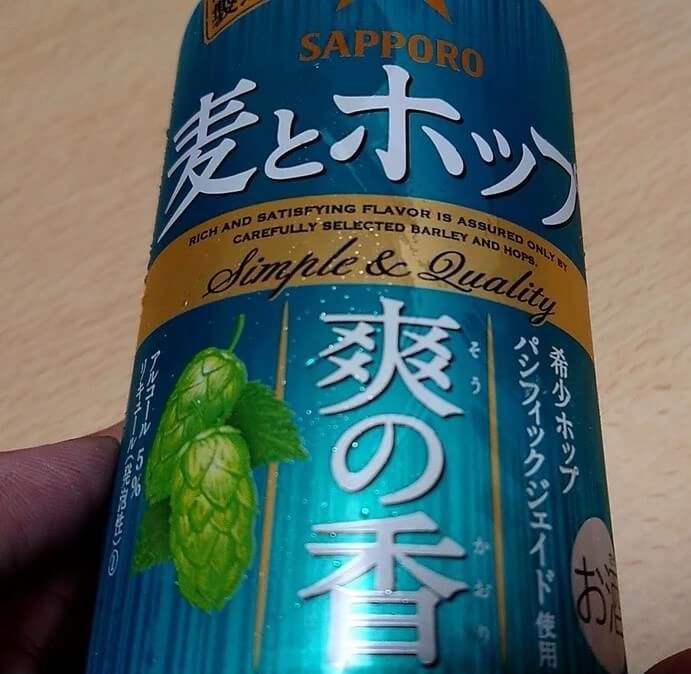 SAPPORO
麦とホップ
RICH AND SATISFYING FLAVOR IS ASSURED ONLY BY
CAREFULLY SELECTED BARLEY AND HOPS.
Simple & Quality
希少ホップ
パシフィックジェイド使用
爽の香
そう
かおり
アルコール5%
リキュール(発泡性)①
お酒